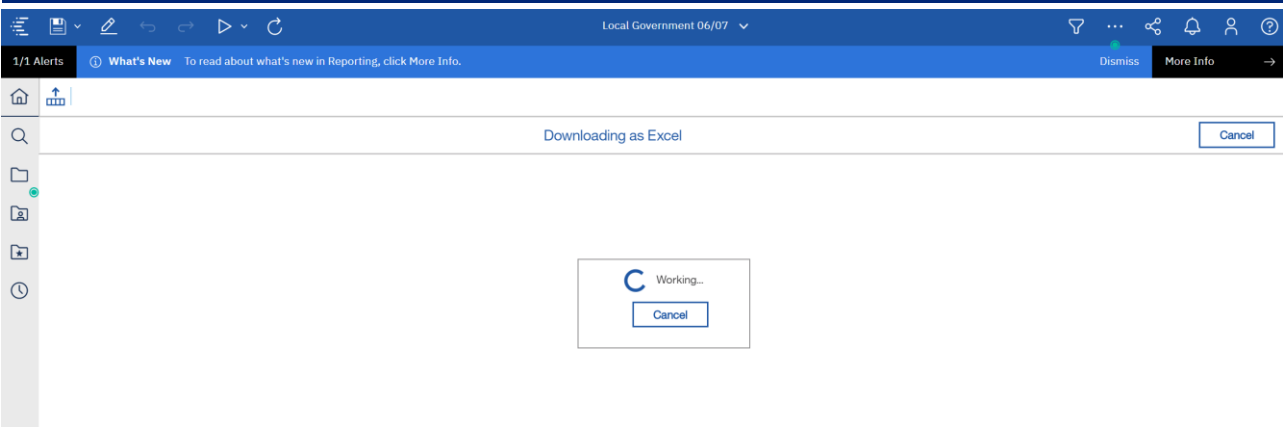 Local Government 06/07
1/1 Alerts
What's New To read about what's new in Reporting, click More Info.
Dismiss
More Info
Downloading as Excel
Cancel
Working...
Cancel